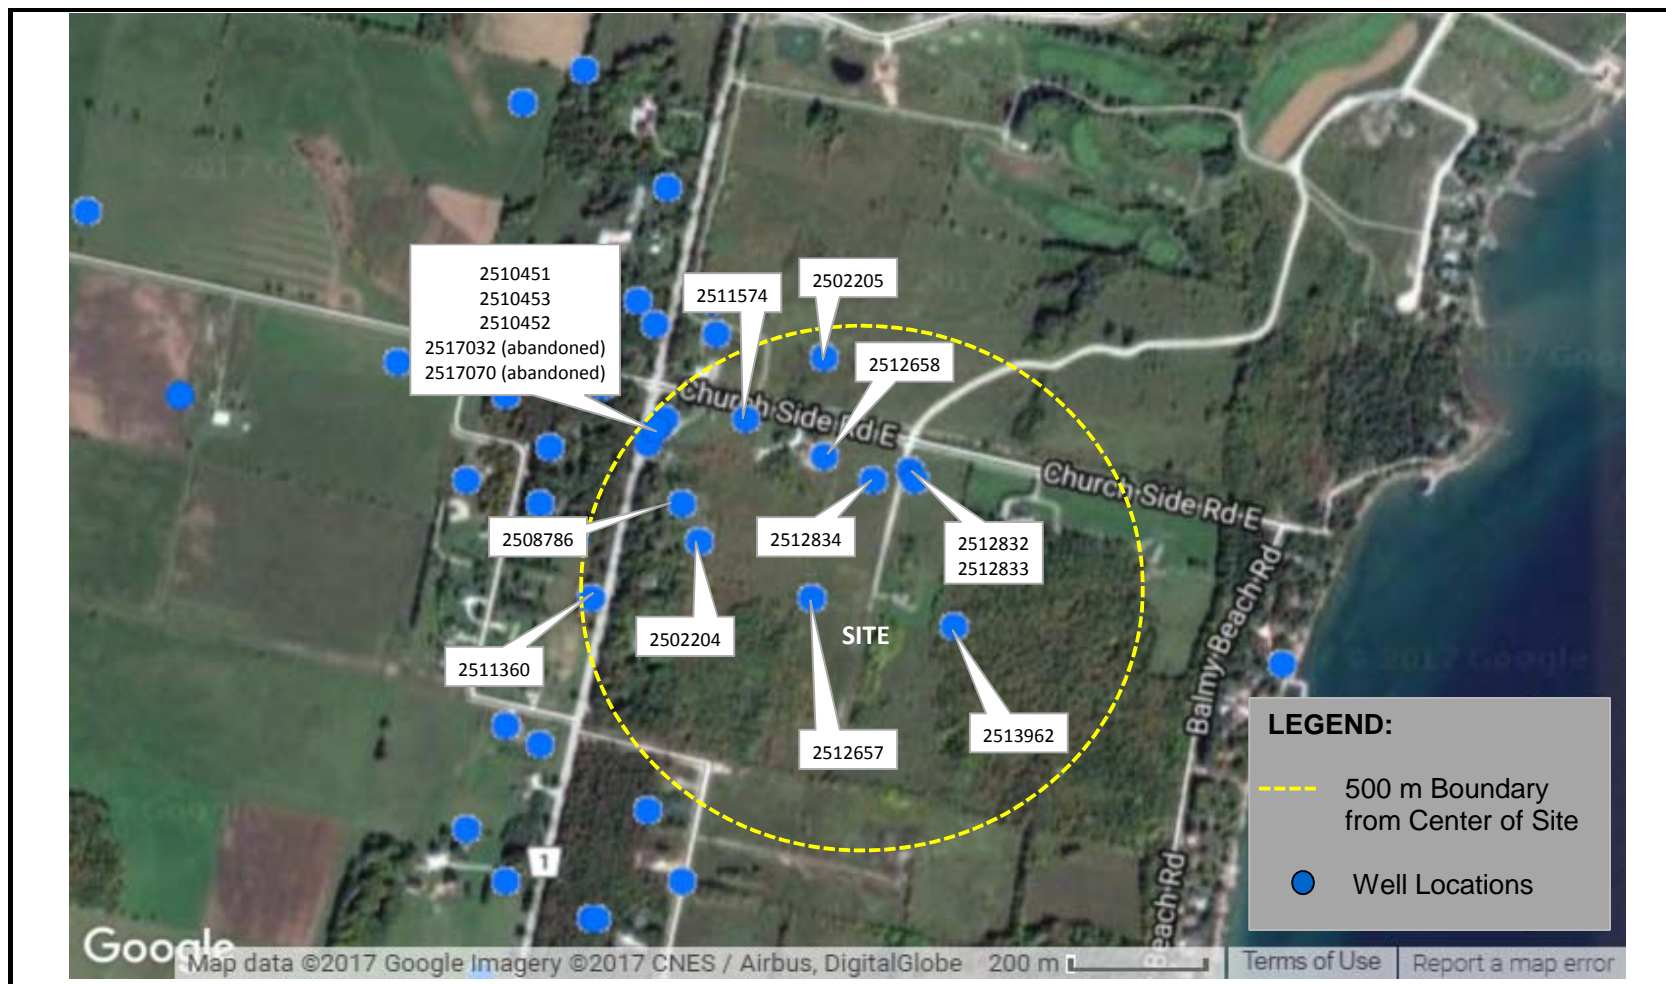 2510451
2510453
2510452
2517032 (abandoned)
2517070 (abandoned)
2511574
2502205
2512658
Church Side Rd E
Church Side Rd E
2508786
2512834
2512832
2512833
2502204
SITE
2511360
2512657
2513962
Balmy Beach Rd
Beach Rd
1
LEGEND:
500 m Boundary
from Center of Site
Well Locations
Google
Map data ©2017 Google Imagery ©2017 CNES / Airbus, DigitalGlobe 200 m
Terms of Use
Report a map error